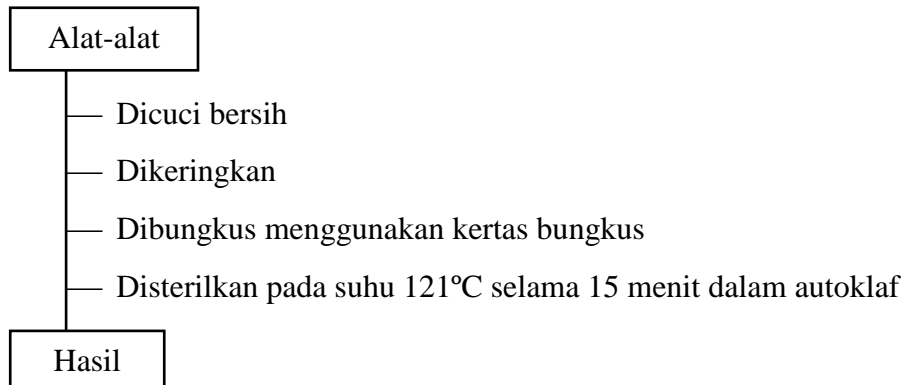 Alat-alat
Dicuci bersih
Dikeringkan
Dibungkus menggunakan kertas bungkus
Disterilkan pada suhu 121ºC selama 15 menit dalam autoklaf
Hasil